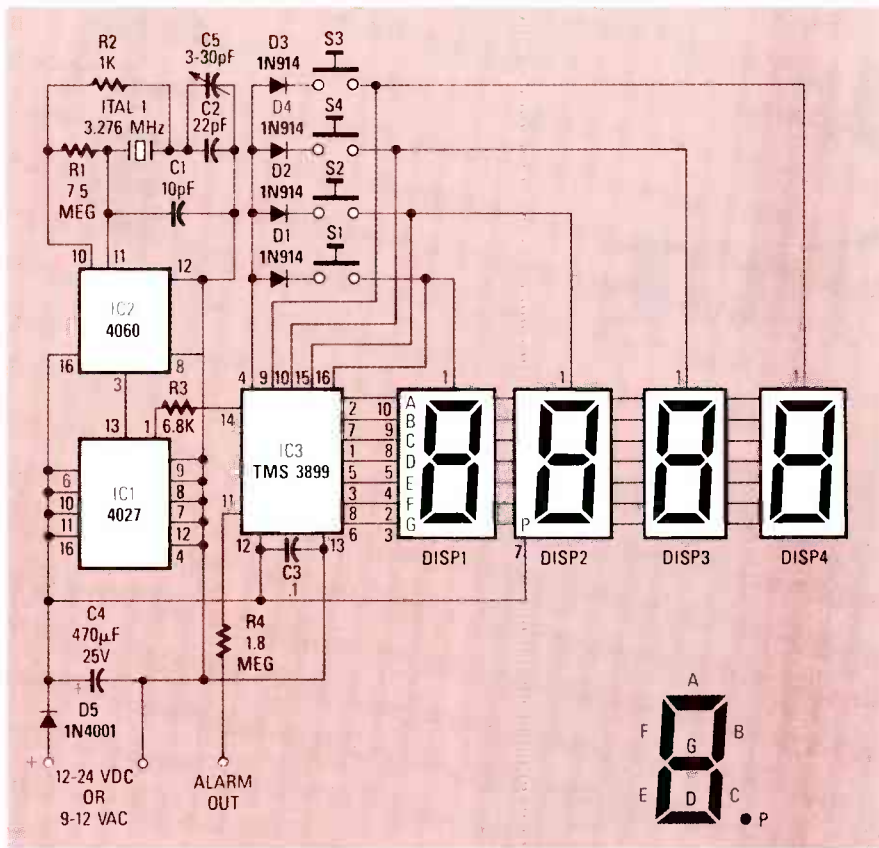 R2
1K
C5
3-30pF
D3
1N914
S3
ITAL 1
3.276 MHz
C2
22pF
D4
1N914
S4
R1
7 5
MEG
C1
10pF
D2
1N914
S2
D1
1N914
S1
10
11
12
IC2
4060
16
8
3
R3
6.8K
13
1
IC1
4027
6
10
11
16
9
8
7
12
4
4
9
10
15
16
14
IC3
TMS 3899
11
12
13
2
7
1
5
3
8
6
10
9
8
5
4
2
3
A
B
C
D
E
F
G
1
1
1
1
P
7
DISP1
DISP2
DISP3
DISP4
C3
.1
R4
1.8
MEG
C4
470µF
25V
+
D5
1N4001
+
12-24 VDC
OR
9-12 VAC
ALARM
OUT
A
F
B
G
E
D
C
P